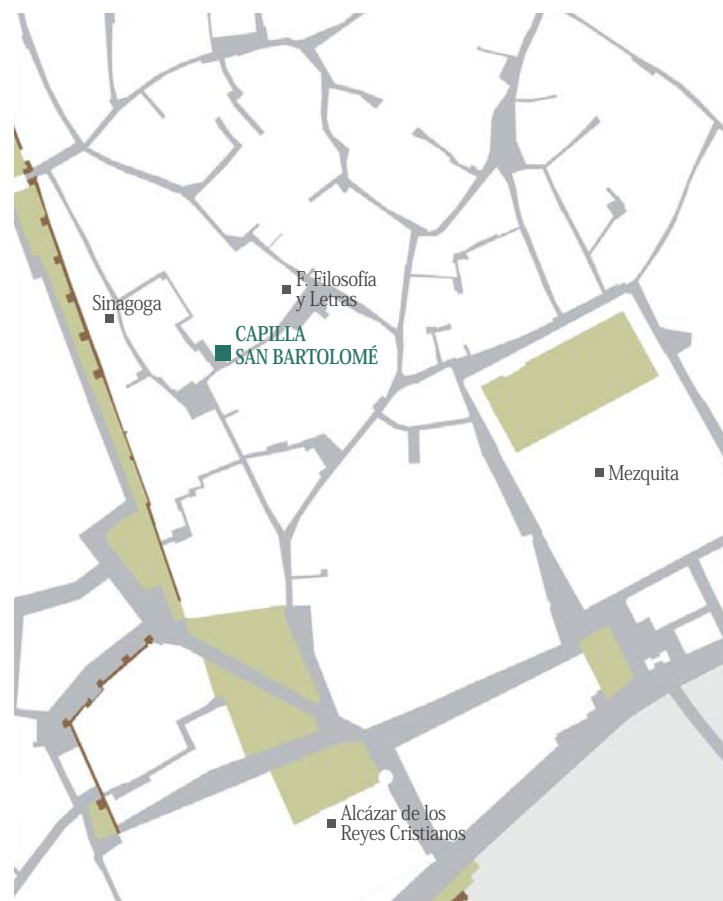 F. Filosofía
y Letras
Sinagoga
CAPILLA
SAN BARTOLOMÉ
Mezquita
Alcázar de los
Reyes Cristianos